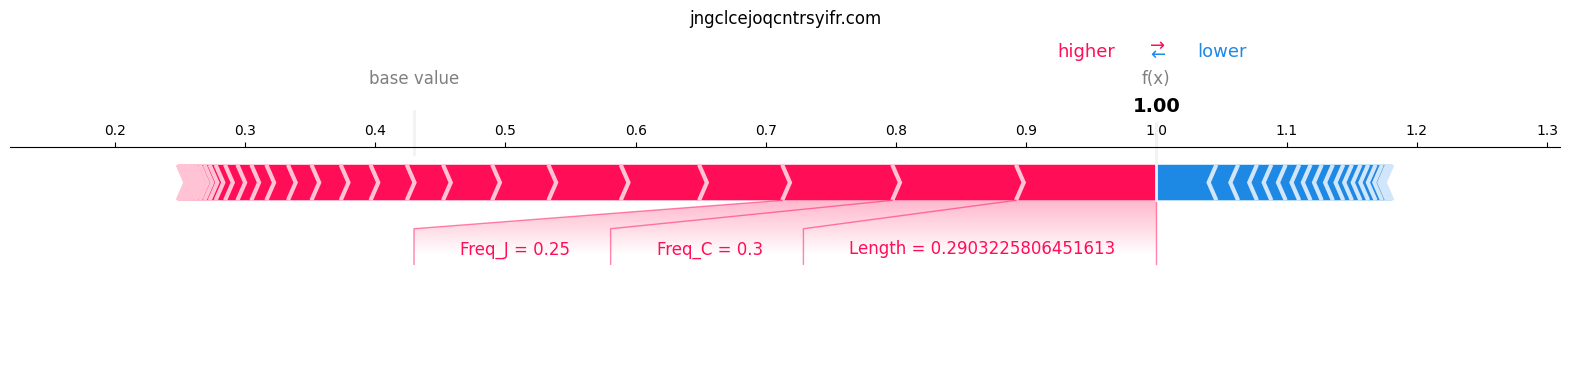 jngclcejoqcntrsyifr.com
higher → ← lower
base value f(x)
1.00
0.2 0.3 0.4 0.5 0.6 0.7 0.8 0.9 1.0 1.1 1.2 1.3
Freq_J = 0.25 Freq_C = 0.3 Length = 0.2903225806451613